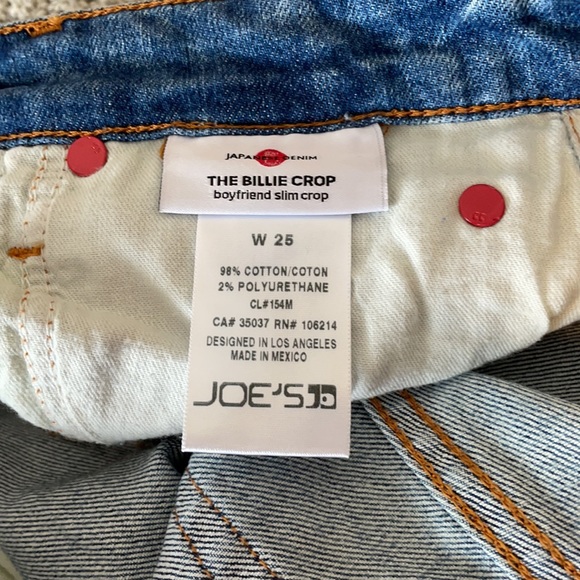 JAPANESE DENIM
THE BILLIE CROP
boyfriend slim crop
W 25
98% COTTON/COTON
2% POLYURETHANE
CL#154M
CA# 35037 RN# 106214
DESIGNED IN LOS ANGELES
MADE IN MEXICO
JOE'S